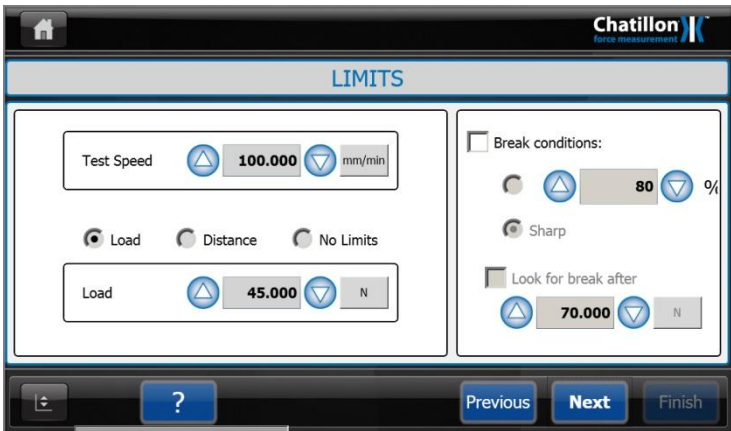 Chatillon
force measurement
LIMITS
Test Speed 100.000 mm/min
Load Distance No Limits
Load 45.000 N
Break conditions:
80 %
Sharp
Look for break after
70.000 N
? Previous Next Finish